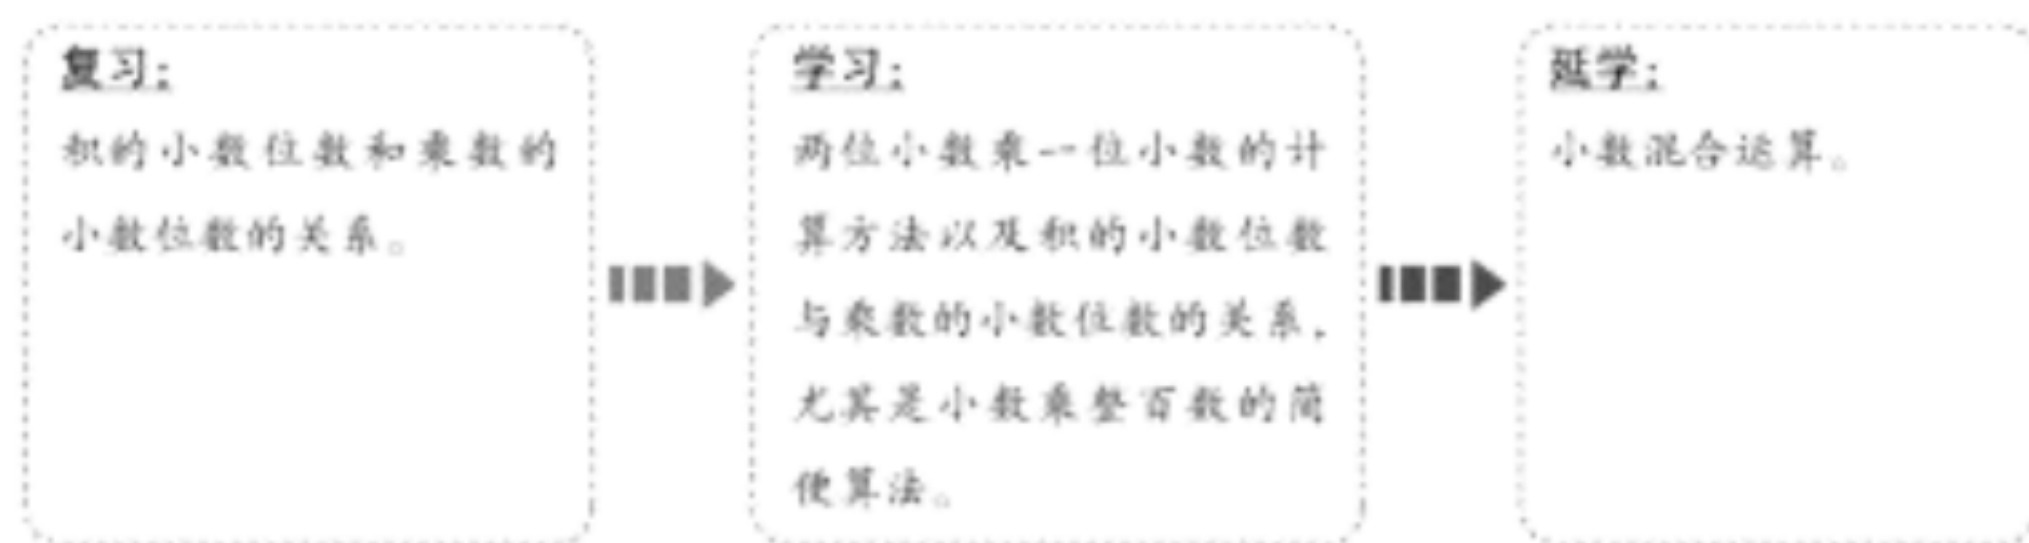 复习：
积的小数位数和乘数的
小数位数的关系。
学习：
两位小数乘一位小数的计
算方法以及积的小数位数
与乘数的小数位数的关系，
尤其是小数乘整百数的简
便算法。
延学：
小数混合运算。